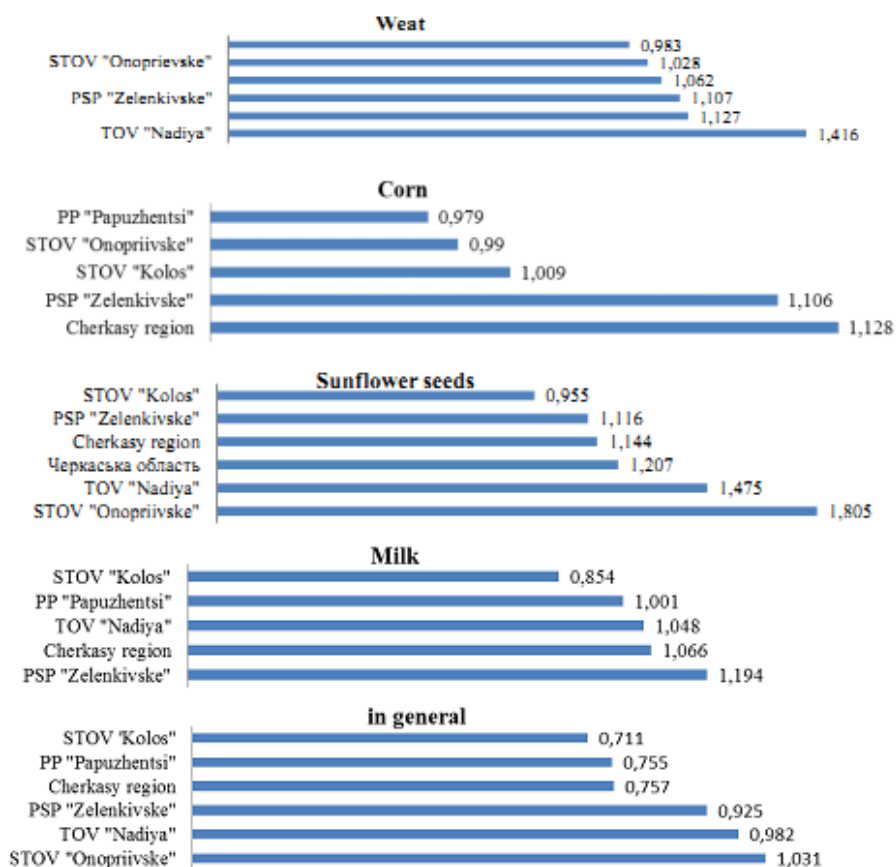 Weat
0,983
STOV "Onoprievske" 1,028
1,062
PSP "Zelenkivske" 1,107
1,127
TOV "Nadiya" 1,416
Corn
PP "Papuzhentsi" 0,979
STOV "Onopriivske" 0,99
STOV "Kolos" 1,009
PSP "Zelenkivske" 1,106
Cherkasy region 1,128
Sunflower seeds
STOV "Kolos" 0,955
PSP "Zelenkivske" 1,116
Cherkasy region 1,144
Черкаська область 1,207
TOV "Nadiya" 1,475
STOV "Onopriivske" 1,805
Milk
STOV "Kolos" 0,854
PP "Papuzhentsi" 1,001
TOV "Nadiya" 1,048
Cherkasy region 1,066
PSP "Zelenkivske" 1,194
in general
STOV 'Kolos" 0,711
PP "Papuzhentsi" 0,755
Cherkasy region 0,757
PSP "Zelenkivske" 0,925
TOV "Nadiya" 0,982
STOV "Onopriivske" 1,031